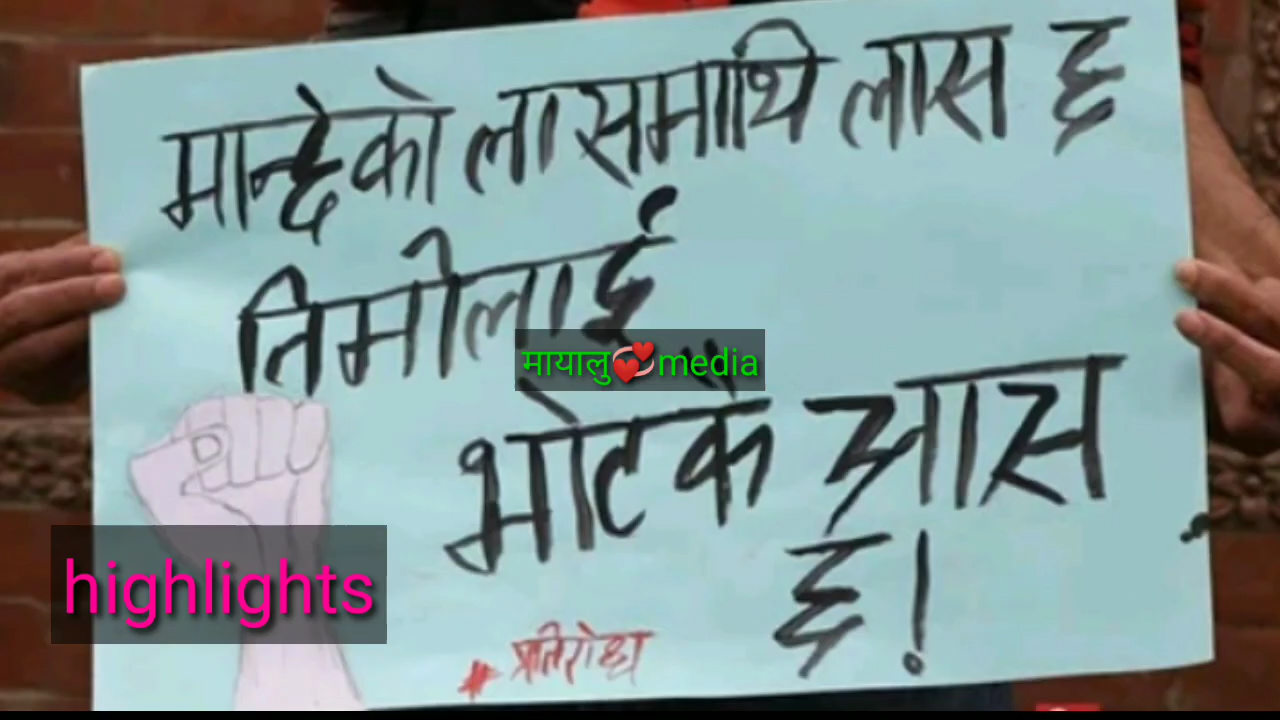 मान्छेको लासमाथि लास छ
तिमीलाई
मायालु💞media
भोटकै आस
छ!
highlights
#प्रतिरोध